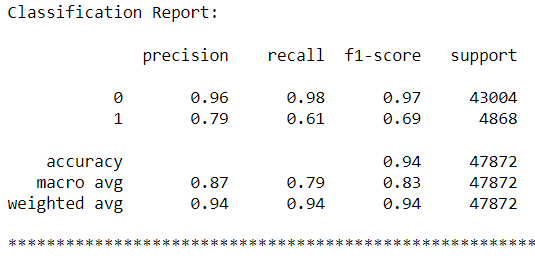 Classification Report:
precision recall f1-score support
0 0.96 0.98 0.97 43004
1 0.79 0.61 0.69 4868
accuracy 0.94 47872
macro avg 0.87 0.79 0.83 47872
weighted avg 0.94 0.94 0.94 47872
*******************************************************